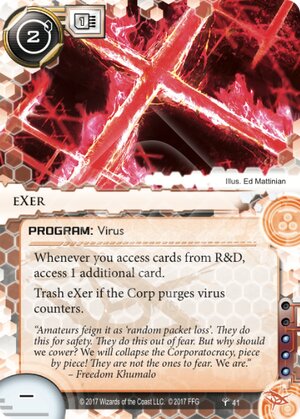 2
1
Illus. Ed Mattinian
eXer
PROGRAM: Virus
Whenever you access cards from R&D,
access 1 additional card.
Trash eXer if the Corp purges virus
counters.
“Amateurs feign it as ‘random packet loss’. They do
this for safety. They do this out of fear. But why should
we cower? We will collapse the Corporatocracy, piece
by piece! They are not the ones to fear. We are.”
– Freedom Khumalo
–
© 2017 Wizards of the Coast LLC. © 2017 FFG
41